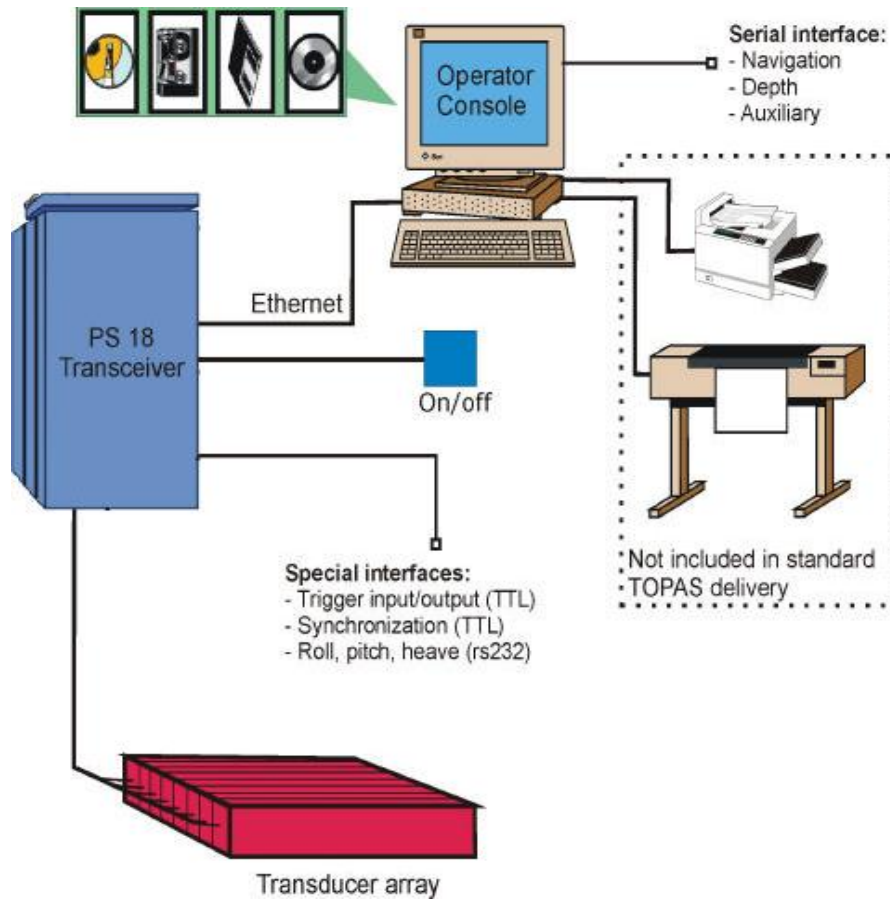 Operator
Console
Sun
Serial interface:
- Navigation
- Depth
- Auxiliary
PS 18
Transceiver
Ethernet
On/off
Not included in standard
TOPAS delivery
Special interfaces:
- Trigger input/output (TTL)
- Synchronization (TTL)
- Roll, pitch, heave (rs232)
Transducer array